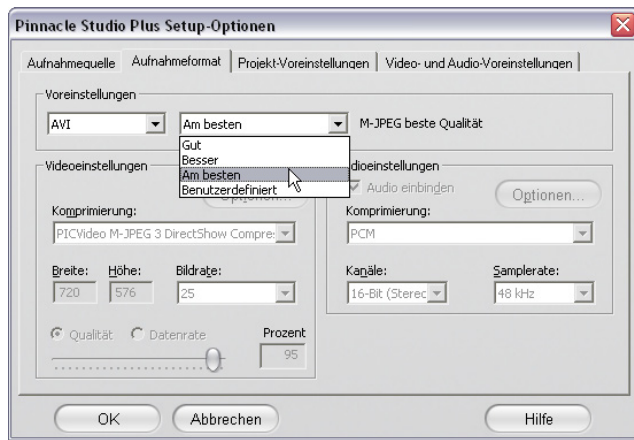 Pinnacle Studio Plus Setup-Optionen
Aufnahmequelle Aufnahmeformat Projekt-Voreinstellungen Video- und Audio-Voreinstellungen
Voreinstellungen
AVI Am besten M-JPEG beste Qualität
Gut
Besser
Am besten
Benutzerdefiniert
Videoeinstellungen dioeinstellungen
Audio einbinden Optionen...
Komprimierung: Komprimierung:
PICVideo M-JPEG 3 DirectShow Compre: PCM
Breite: Höhe: Bildrate: Kanäle: Samplerate:
720 576 25 16-Bit (Sterec 48 kHz
Qualität Datenrate Prozent
95
OK Abbrechen Hilfe